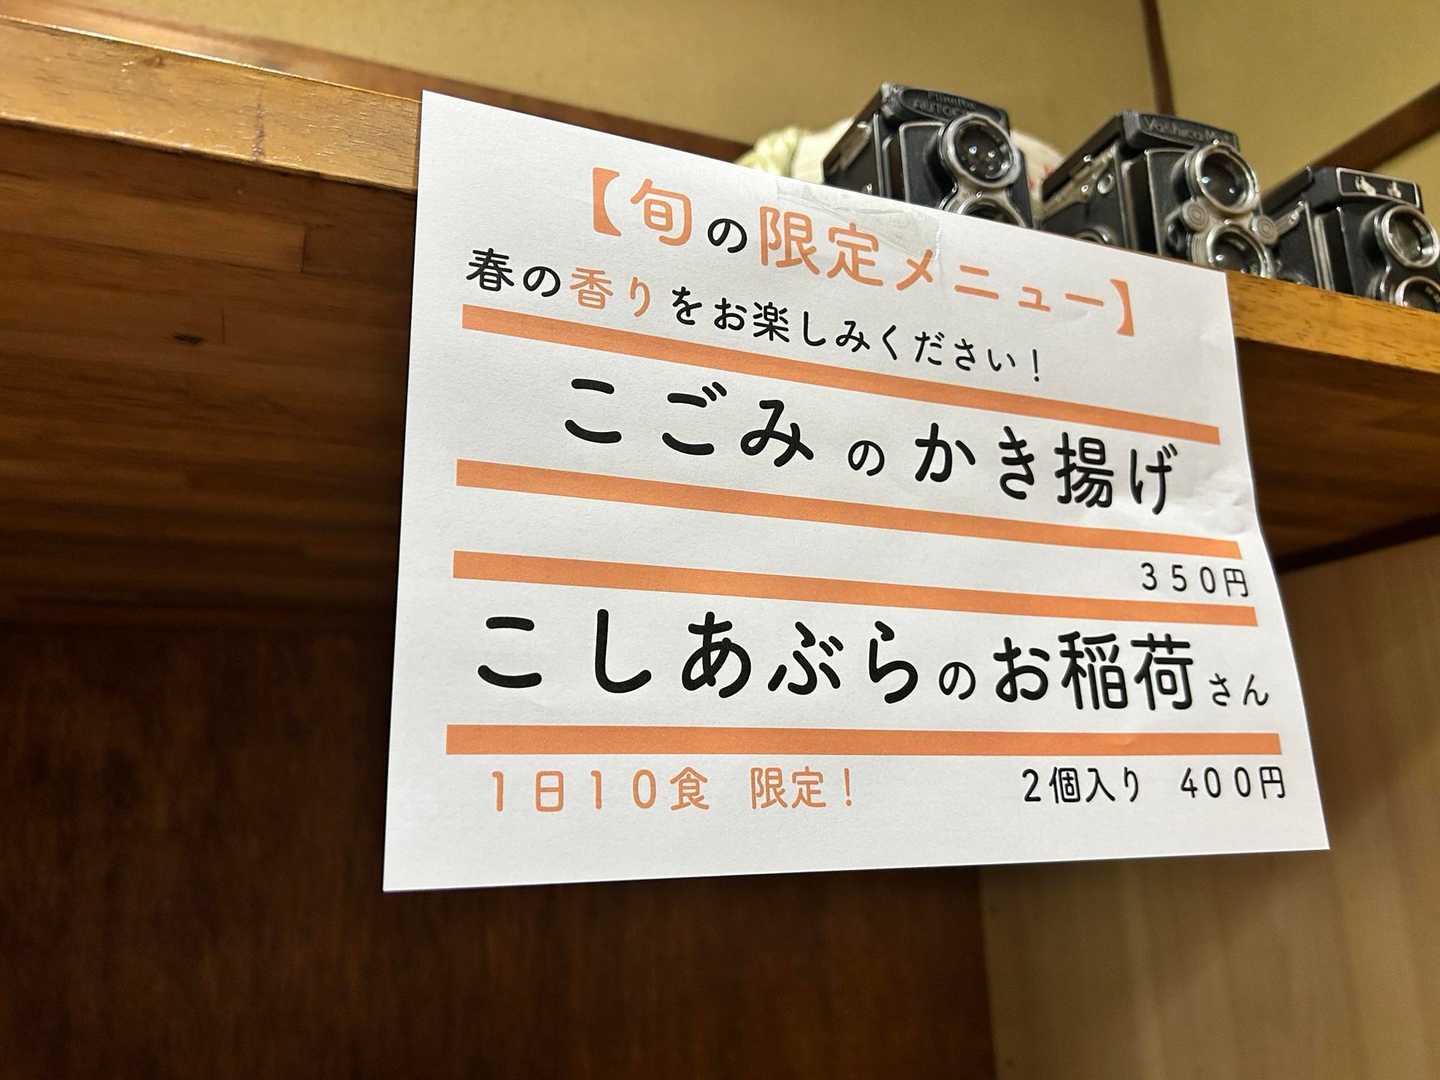 【旬の限定メニュー】
春の香りをお楽しみください！
こごみのかき揚げ
３５０円
こしあぶらのお稲荷さん
１日１０食　限定！　２個入り　４００円
Yashica Mat